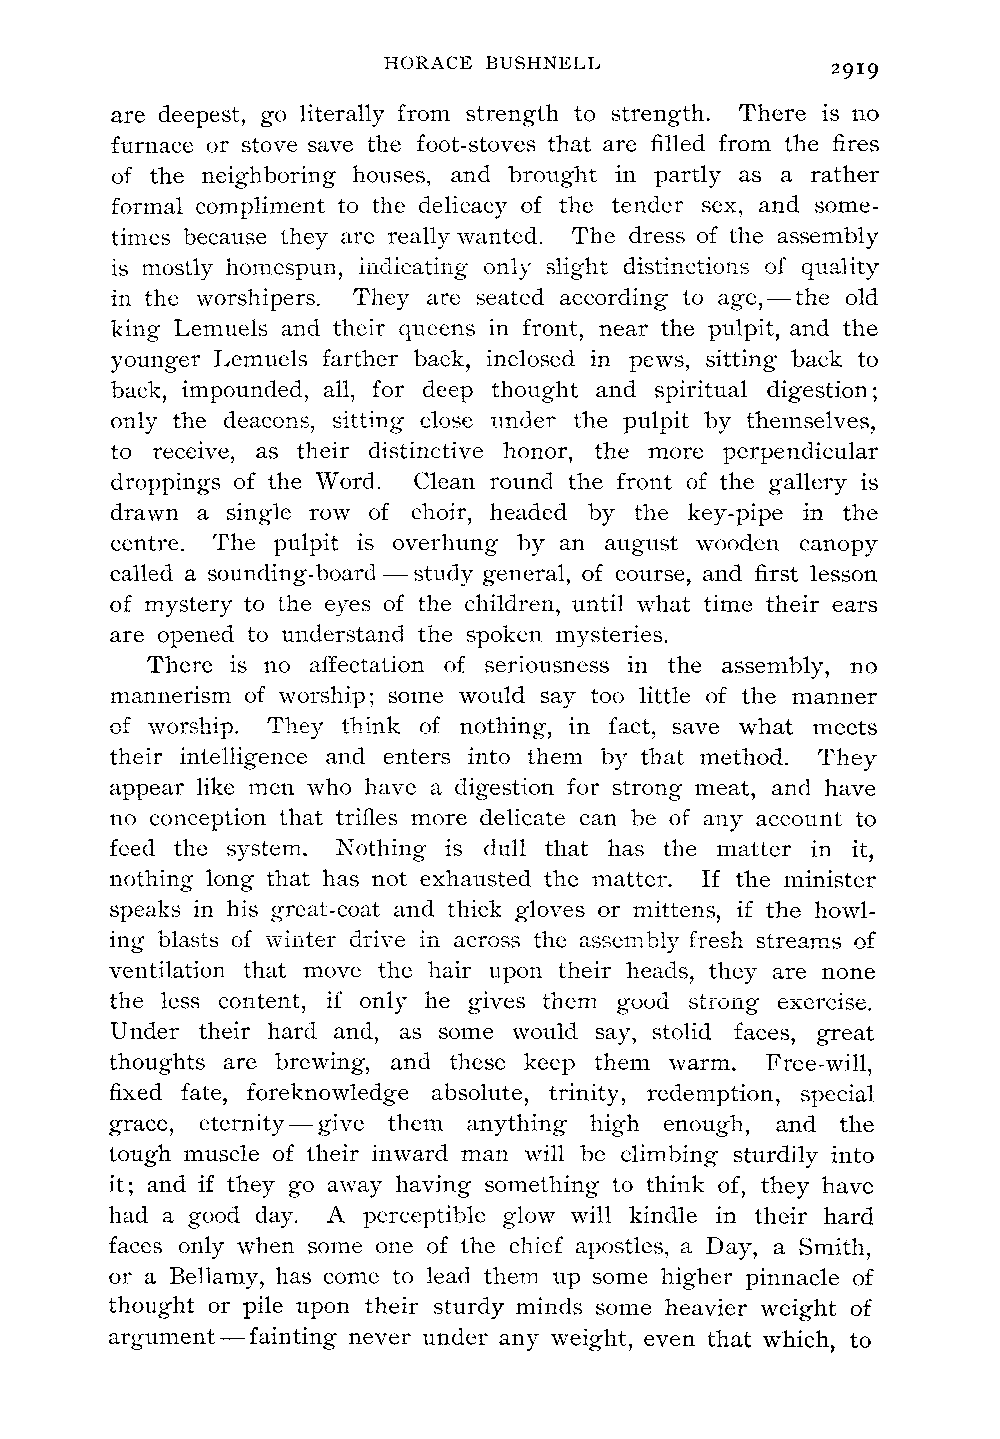 HORACE BUSHNELL
2919
are deepest, go literally from strength to strength. There is no
furnace or stove save the foot-stoves that are filled from the fires
of the neighboring houses, and brought in partly as a rather
formal compliment to the delicacy of the tender sex, and some-
times because they are really wanted. The dress of the assembly
is mostly homespun, indicating only slight distinctions of quality
in the worshipers. They are seated according to age,—the old
king Lemuels and their queens in front, near the pulpit, and the
younger Lemuels farther back, inclosed in pews, sitting back to
back, impounded, all, for deep thought and spiritual digestion;
only the deacons, sitting close under the pulpit by themselves,
to receive, as their distinctive honor, the more perpendicular
droppings of the Word. Clean round the front of the gallery is
drawn a single row of choir, headed by the key-pipe in the
centre. The pulpit is overhung by an august wooden canopy
called a sounding-board — study general, of course, and first lesson
of mystery to the eyes of the children, until what time their ears
are opened to understand the spoken mysteries.
There is no affectation of seriousness in the assembly, no
mannerism of worship; some would say too little of the manner
of worship. They think of nothing, in fact, save what meets
their intelligence and enters into them by that method. They
appear like men who have a digestion for strong meat, and have
no conception that trifles more delicate can be of any account to
feed the system. Nothing is dull that has the matter in it,
nothing long that has not exhausted the matter. If the minister
speaks in his great-coat and thick gloves or mittens, if the howl-
ing blasts of winter drive in across the assembly fresh streams of
ventilation that move the hair upon their heads, they are none
the less content, if only he gives them good strong exercise.
Under their hard and, as some would say, stolid faces, great
thoughts are brewing, and these keep them warm. Free-will,
fixed fate, foreknowledge absolute, trinity, redemption, special
grace, eternity—give them anything high enough, and the
tough muscle of their inward man will be climbing sturdily into
it; and if they go away having something to think of, they have
had a good day. A perceptible glow will kindle in their hard
faces only when some one of the chief apostles, a Day, a Smith,
or a Bellamy, has come to lead them up some higher pinnacle of
thought or pile upon their sturdy minds some heavier weight of
argument—fainting never under any weight, even that which, to